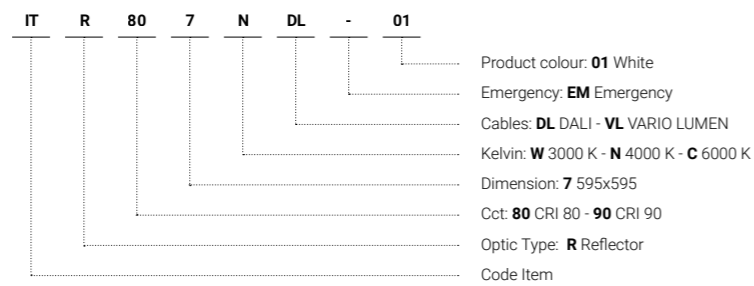 IT R 80 7 N DL - 01
Product colour: 01 White
Emergency: EM Emergency
Cables: DL DALI - VL VARIO LUMEN
Kelvin: W 3000 K - N 4000 K - C 6000 K
Dimension: 7 595x595
Cct: 80 CRI 80 - 90 CRI 90
Optic Type: R Reflector
Code Item